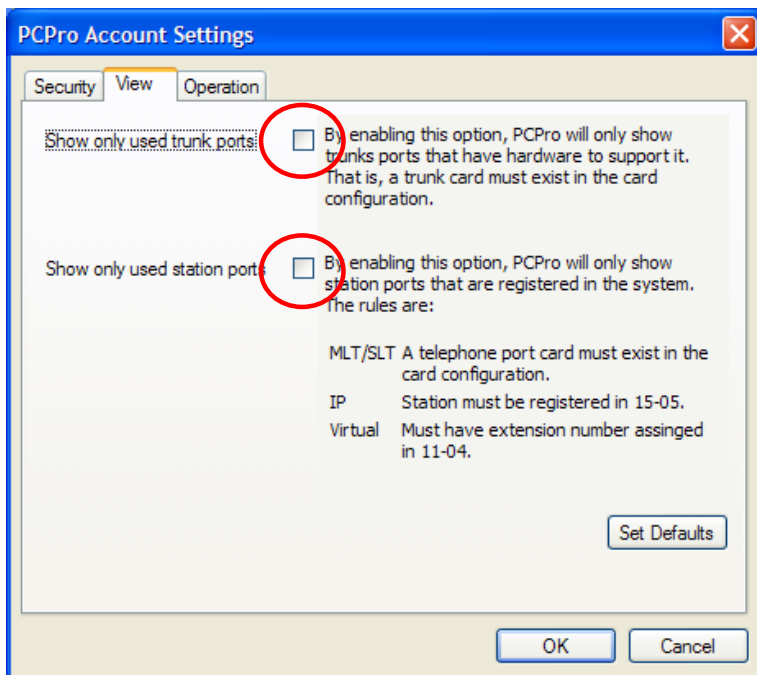 PCPro Account Settings
Security View Operation
Show only used trunk ports
By enabling this option, PCPro will only show
trunks ports that have hardware to support it.
That is, a trunk card must exist in the card
configuration.
Show only used station ports
By enabling this option, PCPro will only show
station ports that are registered in the system.
The rules are:
MLT/SLT A telephone port card must exist in the
card configuration.
IP Station must be registered in 15-05.
Virtual Must have extension number assinged
in 11-04.
Set Defaults
OK Cancel